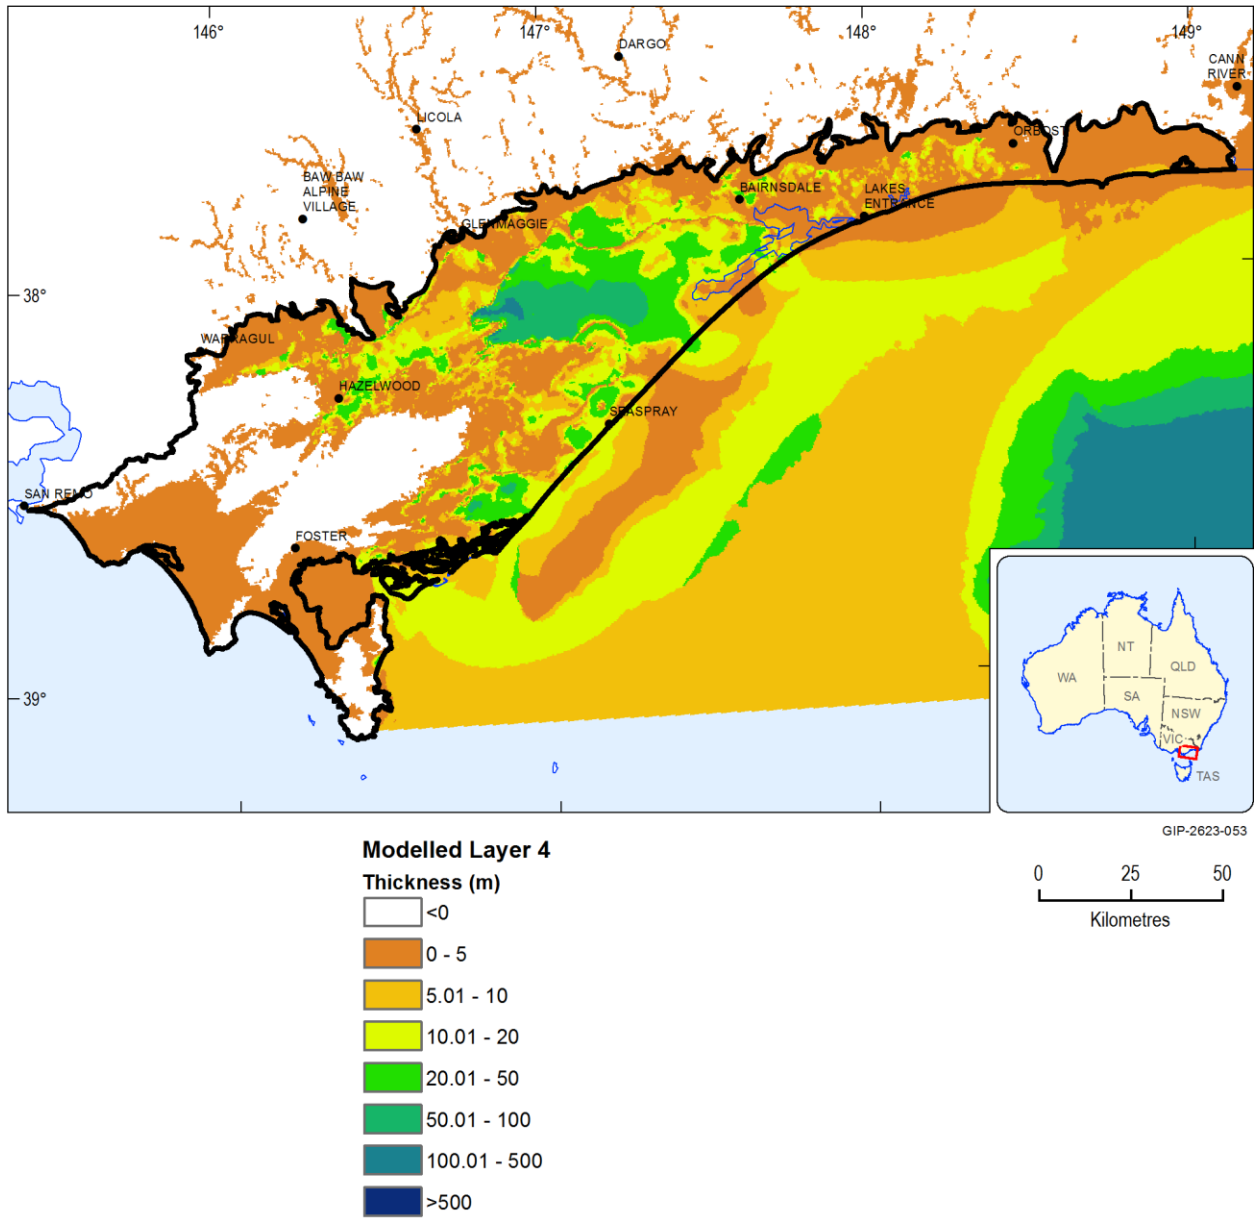 146°
147°
148°
149°
DARGO
CANN
RIVER
LICOLA
ORBOST
BAW BAW
ALPINE
VILLAGE
BAIRNSDALE
LAKES
ENTRANCE
GLENMAGGIE
38°
WARRAGUL
HAZELWOOD
SEASPRAY
SAN REMO
FOSTER
39°
NT
QLD
WA
SA
NSW
VIC
TAS
GIP-2623-053
Modelled Layer 4
Thickness (m)
<0
0 - 5
5.01 - 10
10.01 - 20
20.01 - 50
50.01 - 100
100.01 - 500
>500
0 25 50
Kilometres